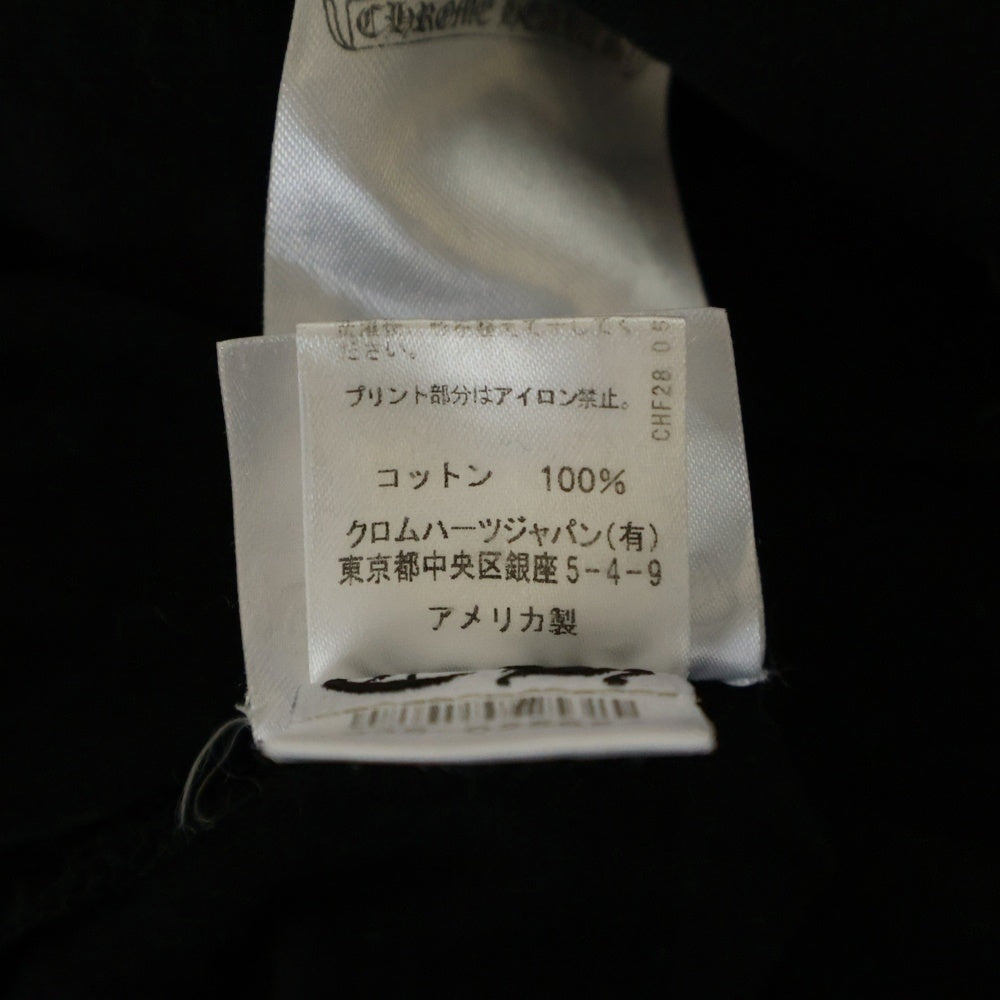 CHROME
ださい。
プリント部分はアイロン禁止。
CHF28 05
コットン 100%
クロムハーツジャパン(有)
東京都中央区銀座5-4-9
アメリカ製